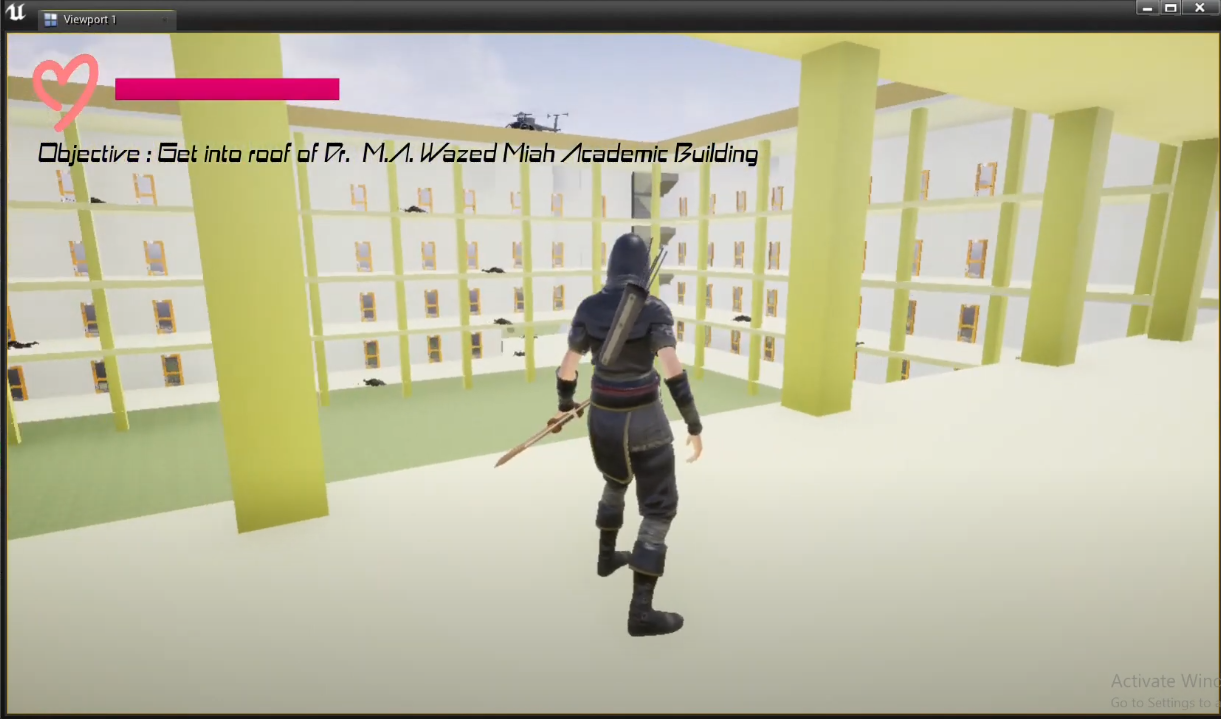 Viewport 1
Objective : Get into roof of Dr. M.A. Wazed Miah Academic Building
Activate Wind
Go to Settings to a